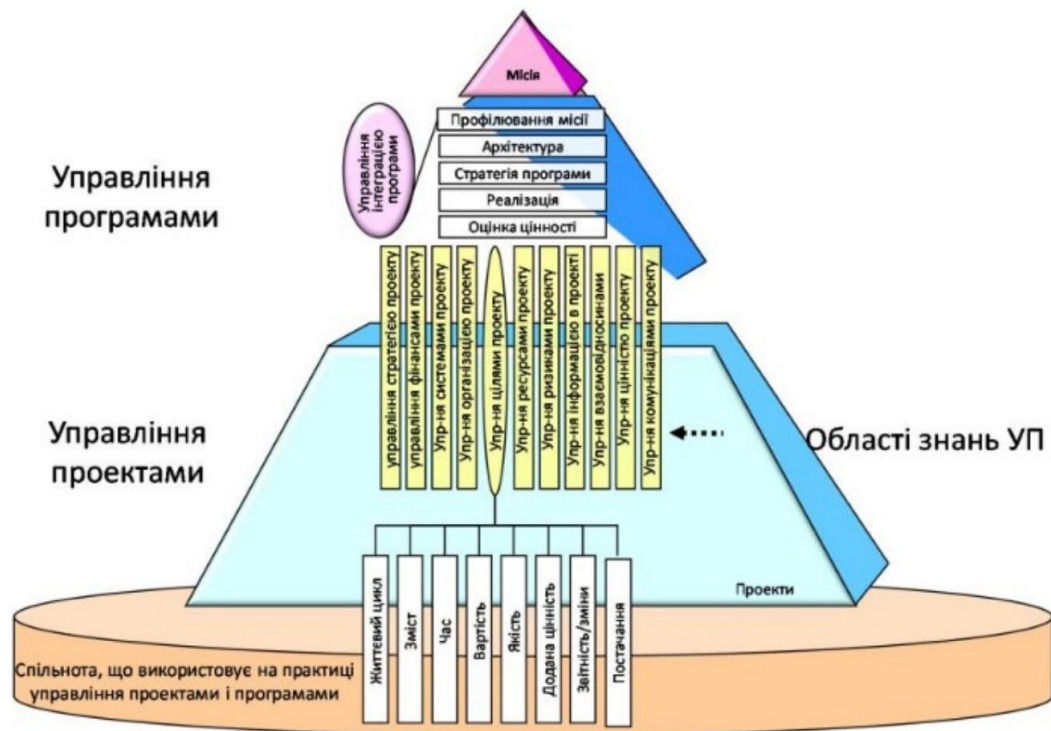 Місія
Управління
інтеграцією
програми
Профілювання місії
Архітектура
Стратегія програми
Реалізація
Оцінка цінності
Управління
програмами
управління стратегією проекту
управління фінансами проекту
Упр-ня системами проекту
Упр-ня організацією проекту
Упр-ня цілями проекту
Упр-ня ресурсами проекту
Упр-ня ризиками проекту
Упр-ня інформацією в проекті
Упр-ня взаємовідносинами
Упр-ня цінністю проекту
Упр-ня комунікаціями проекту
Управління
проектами
Області знань УП
Життєвий цикл
Зміст
Час
Вартість
Якість
Додана цінність
Звітність/зміни
Постачання
Проекти
Спільнота, що використовує на практиці
управління проектами і програмами